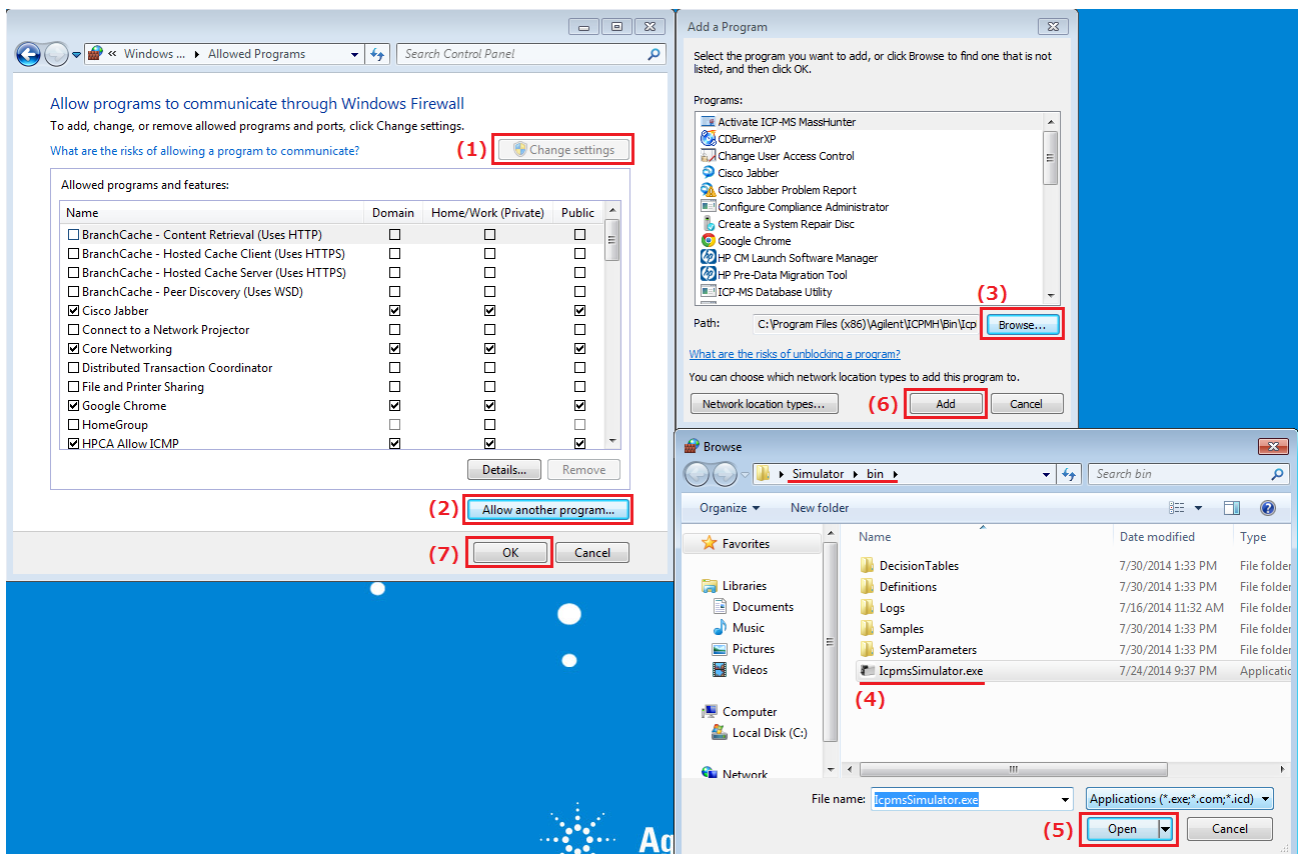 Windows ... Allowed Programs
Search Control Panel
Allow programs to communicate through Windows Firewall
To add, change, or remove allowed programs and ports, click Change settings.
What are the risks of allowing a program to communicate?
(1)
Change settings
Allowed programs and features:
Name Domain Home/Work (Private) Public
BranchCache - Content Retrieval (Uses HTTP)
BranchCache - Hosted Cache Client (Uses HTTPS)
BranchCache - Hosted Cache Server (Uses HTTPS)
BranchCache - Peer Discovery (Uses WSD)
Cisco Jabber
Connect to a Network Projector
Core Networking
Distributed Transaction Coordinator
File and Printer Sharing
Google Chrome
HomeGroup
HPCA Allow ICMP
Details... Remove
(2)
Allow another program...
(7)
OK Cancel
Add a Program
Select the program you want to add, or click Browse to find one that is not
listed, and then click OK.
Programs:
Activate ICP-MS MassHunter
CDBurnerXP
Change User Access Control
Cisco Jabber
Cisco Jabber Problem Report
Configure Compliance Administrator
Create a System Repair Disc
Google Chrome
HP CM Launch Software Manager
HP Pre-Data Migration Tool
ICP-MS Database Utility
(3)
Path: C:\Program Files (x86)\Agilent\ICPMH\Bin\Icp
Browse...
What are the risks of unblocking a program?
You can choose which network location types to add this program to.
Network location types... (6) Add Cancel
Browse
Simulator bin
Search bin
Organize New folder
Favorites
Libraries
Documents
Music
Pictures
Videos
Computer
Local Disk (C:)
Network
Name Date modified Type
DecisionTables 7/30/2014 1:33 PM File folder
Definitions 7/30/2014 1:33 PM File folder
Logs 7/16/2014 11:32 AM File folder
Samples 7/30/2014 1:33 PM File folder
SystemParameters 7/30/2014 1:33 PM File folder
IcpmsSimulator.exe 7/24/2014 9:37 PM Applicatic
(4)
File name: IcpmsSimulator.exe Applications (*.exe;*.com;*.icd)
(5) Open Cancel
Ag